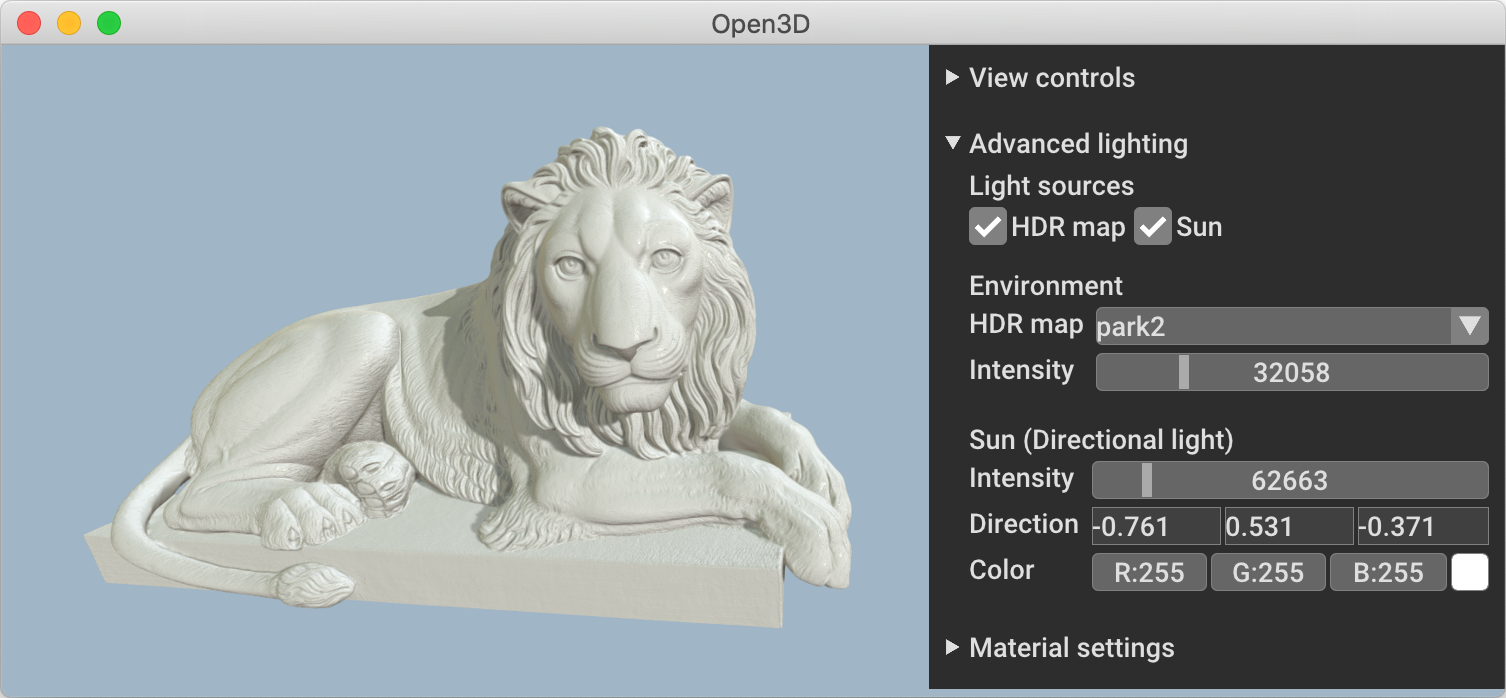 Open3D
View controls
Advanced lighting
Light sources
HDR map Sun
Environment
HDR map park2
Intensity 32058
Sun (Directional light)
Intensity 62663
Direction -0.761 0.531 -0.371
Color R:255 G:255 B:255
Material settings